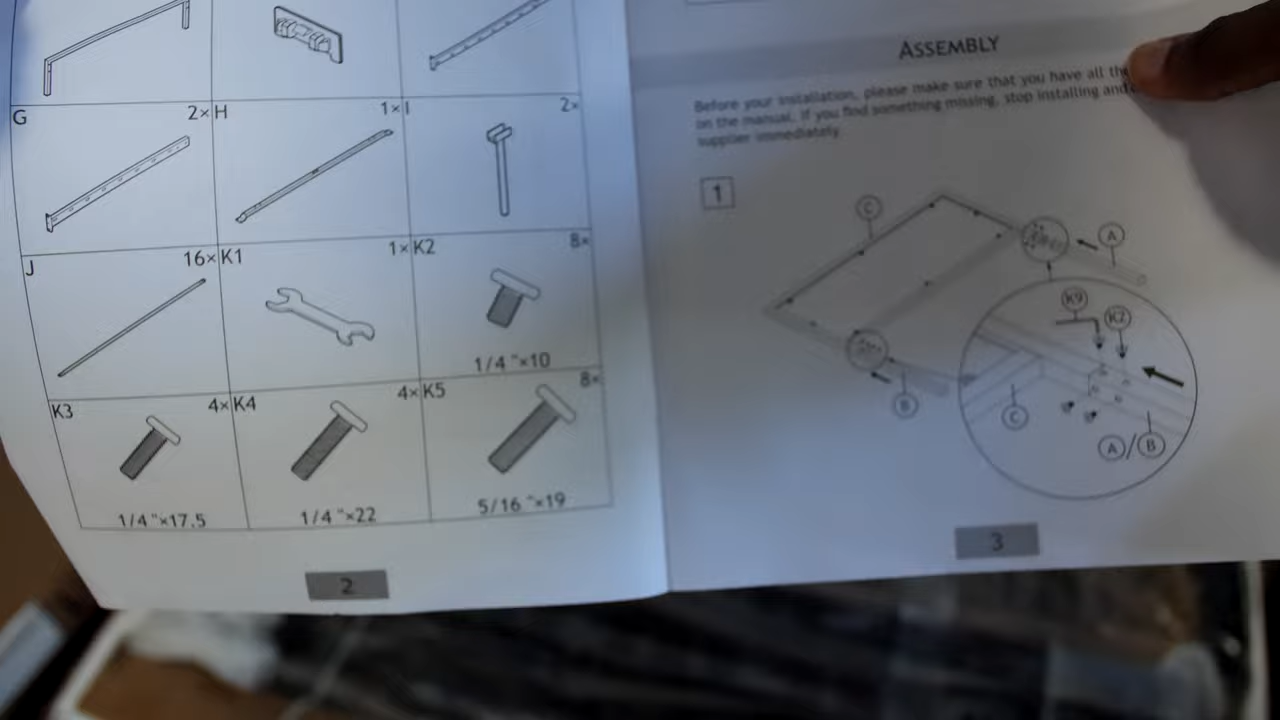 G 2× H 1× I 2×
J 16× K1 1× K2 8×
1/4 "×10
K3 4× K4 4× K5 8×
1/4 "×17.5 1/4 "×22 5/16 "×19
2
ASSEMBLY
Before your installation, please make sure that you have all the
on the manual. If you find something missing, stop installing and
supplier immediately
1
C A
K9
K2
B C
A/B
3